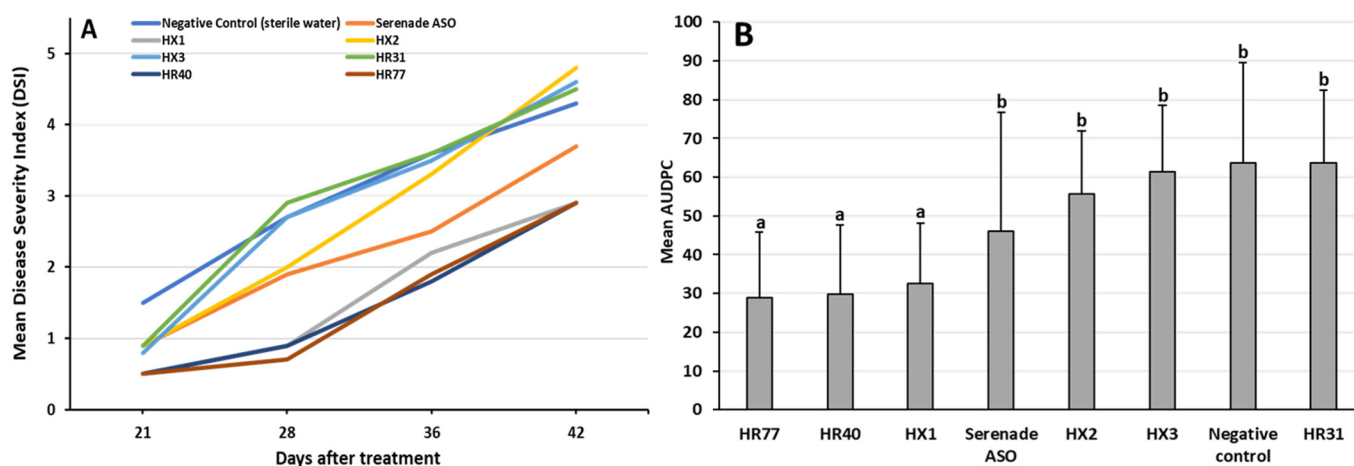 A
Negative Control (sterile water)
Serenade ASO
HX1
HX2
HX3
HR31
HR40
HR77
Mean Disease Severity Index (DSI)
5
4
3
2
1
0
21 28 36 42
Days after treatment
B
Mean AUDPC
100
90
80
70
60
50
40
30
20
10
0
a a a b b b b b
HR77 HR40 HX1 Serenade HX2 HX3 Negative HR31
ASO control